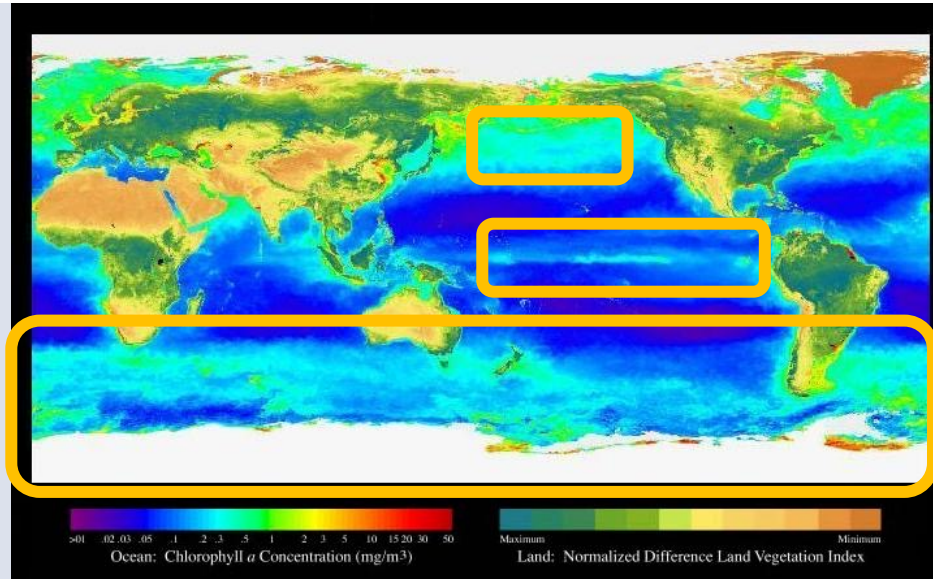 >01 .02 .03 .05 .1 .2 .3 .5 1 2 3 5 10 15 20 30 50
Ocean: Chlorophyll a Concentration (mg/m³)
Maximum Minimum
Land: Normalized Difference Land Vegetation Index